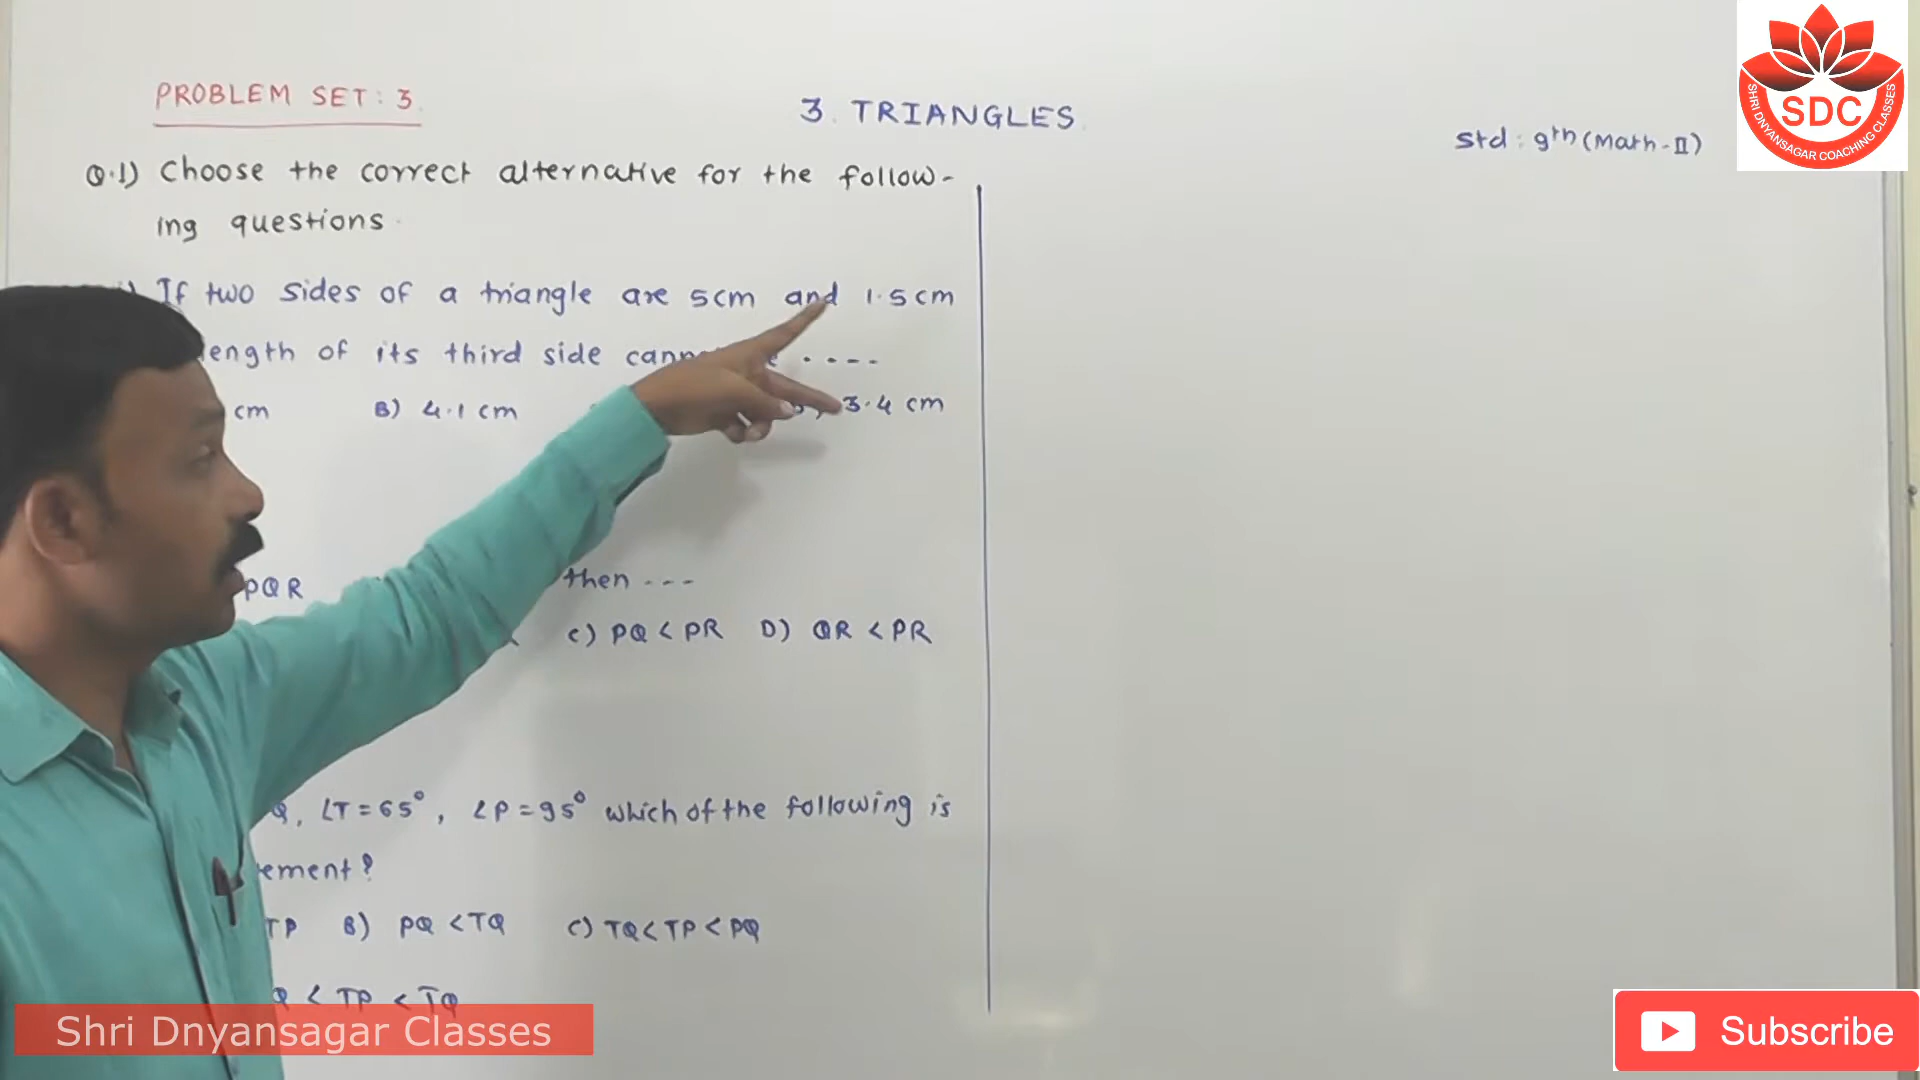 PROBLEM SET: 3.
3. TRIANGLES.
Std: 9th (Math-II)
SHRI DNYANSAGAR COACHING CLASSES
SDC
Q.1) Choose the correct alternative for the follow-
ing questions.
If two sides of a triangle are 5cm and 1.5cm
length of its third side ....
cm B) 4.1 cm 3.4 cm
PQR then ---
C) PQ < PR D) QR < PR
Q, ∠T=65°, ∠P=95° which of the following is
ement?
TP B) PQ <TQ C) TQ< TP < PQ
Q < TP < TQ
Shri Dnyansagar Classes
Subscribe